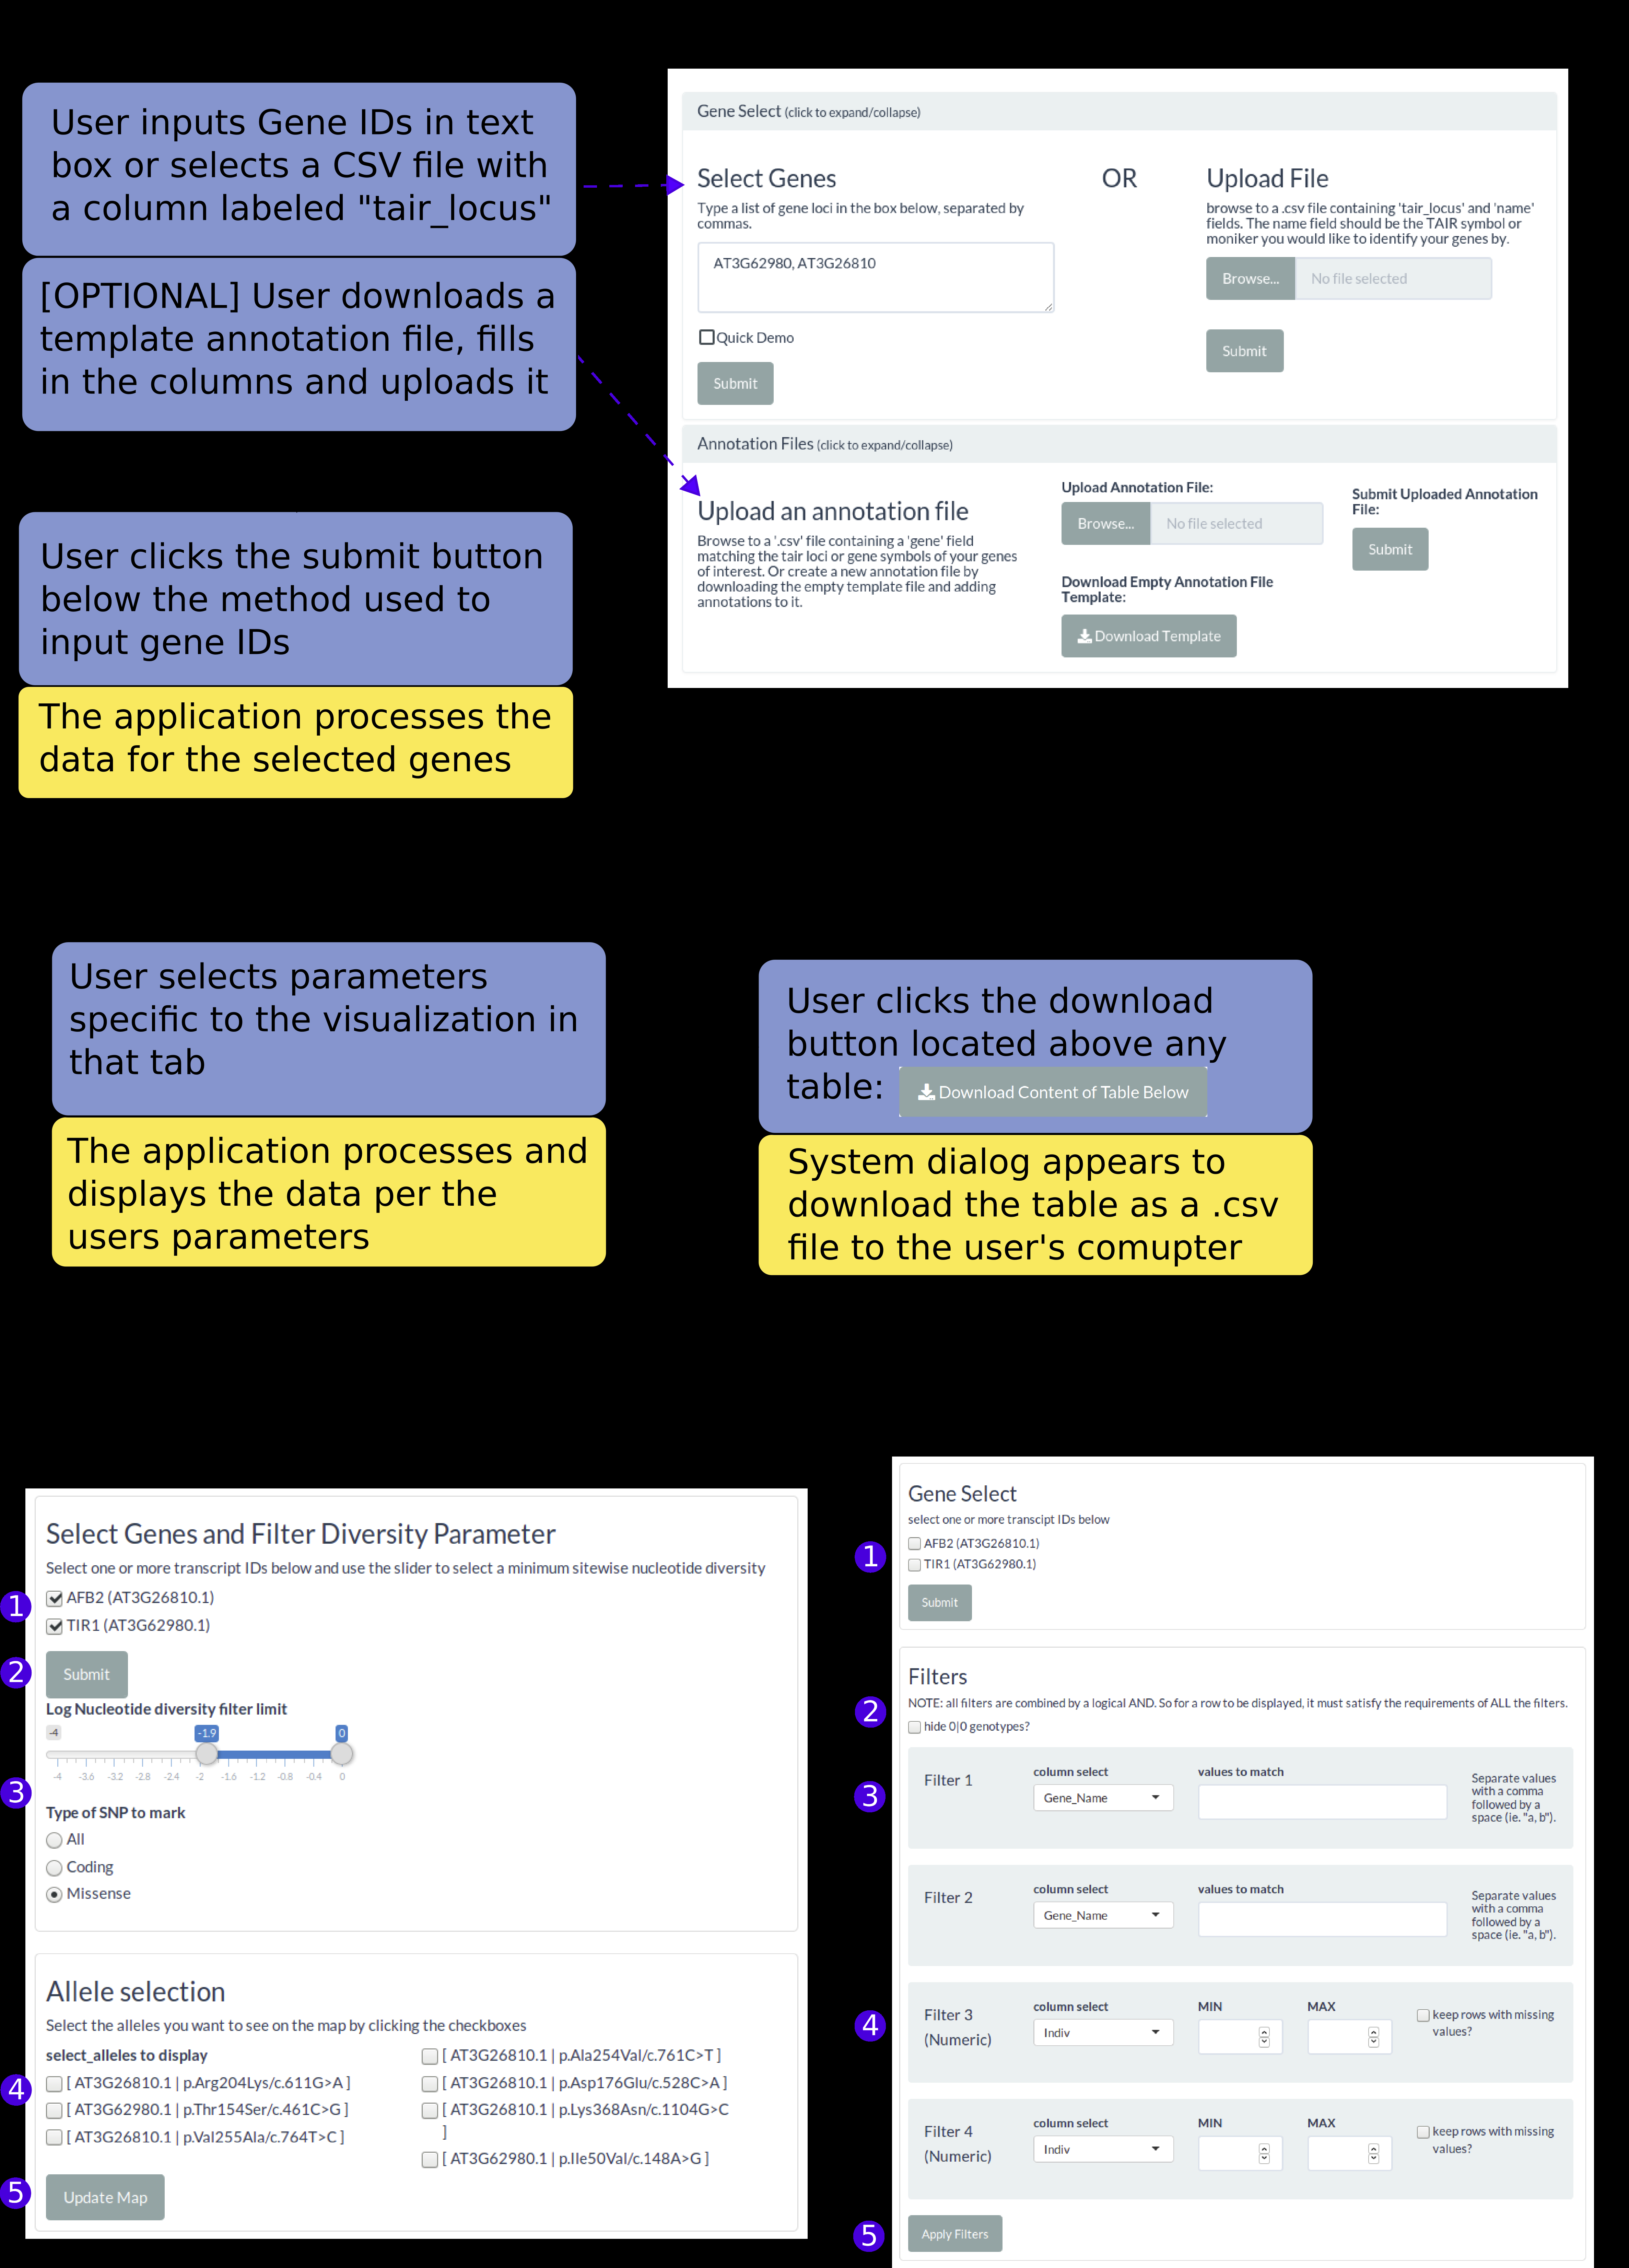 User inputs Gene IDs in text
box or selects a CSV file with
a column labeled "tair_locus"
[OPTIONAL] User downloads a
template annotation file, fills
in the columns and uploads it
User clicks the submit button
below the method used to
input gene IDs
The application processes the
data for the selected genes
Gene Select (click to expand/collapse)
Select Genes
Type a list of gene loci in the box below, separated by
commas.
AT3G62980, AT3G26810
Quick Demo
Submit
OR
Upload File
browse to a .csv file containing 'tair_locus' and 'name'
fields. The name field should be the TAIR symbol or
moniker you would like to identify your genes by.
Browse...
No file selected
Submit
Annotation Files (click to expand/collapse)
Upload an annotation file
Browse to a '.csv' file containing a 'gene' field
matching the tair loci or gene symbols of your genes
of interest. Or create a new annotation file by
downloading the empty template file and adding
annotations to it.
Upload Annotation File:
Browse...
No file selected
Download Empty Annotation File
Template:
Download Template
Submit Uploaded Annotation
File:
Submit
User selects parameters
specific to the visualization in
that tab
The application processes and
displays the data per the
users parameters
User clicks the download
button located above any
table:
Download Content of Table Below
System dialog appears to
download the table as a .csv
file to the user's comupter
Select Genes and Filter Diversity Parameter
Select one or more transcript IDs below and use the slider to select a minimum sitewise nucleotide diversity
1
AFB2 (AT3G26810.1)
TIR1 (AT3G62980.1)
2
Submit
Log Nucleotide diversity filter limit
-4
-1.9
0
-4 -3.6 -3.2 -2.8 -2.4 -2 -1.6 -1.2 -0.8 -0.4 0
3
Type of SNP to mark
All
Coding
Missense
Allele selection
Select the alleles you want to see on the map by clicking the checkboxes
select_alleles to display
4
[ AT3G26810.1 | p.Arg204Lys/c.611G>A ]
[ AT3G62980.1 | p.Thr154Ser/c.461C>G ]
[ AT3G26810.1 | p.Val255Ala/c.764T>C ]
[ AT3G26810.1 | p.Ala254Val/c.761C>T ]
[ AT3G26810.1 | p.Asp176Glu/c.528C>A ]
[ AT3G26810.1 | p.Lys368Asn/c.1104G>C
]
[ AT3G62980.1 | p.Ile50Val/c.148A>G ]
5
Update Map
Gene Select
select one or more transcipt IDs below
1
AFB2 (AT3G26810.1)
TIR1 (AT3G62980.1)
Submit
Filters
NOTE: all filters are combined by a logical AND. So for a row to be displayed, it must satisfy the requirements of ALL the filters.
2
hide 0|0 genotypes?
3
Filter 1
column select
Gene_Name
values to match
Separate values
with a comma
followed by a
space (ie. "a, b").
Filter 2
column select
Gene_Name
values to match
Separate values
with a comma
followed by a
space (ie. "a, b").
4
Filter 3
(Numeric)
column select
Indiv
MIN
MAX
keep rows with missing
values?
Filter 4
(Numeric)
column select
Indiv
MIN
MAX
keep rows with missing
values?
5
Apply Filters